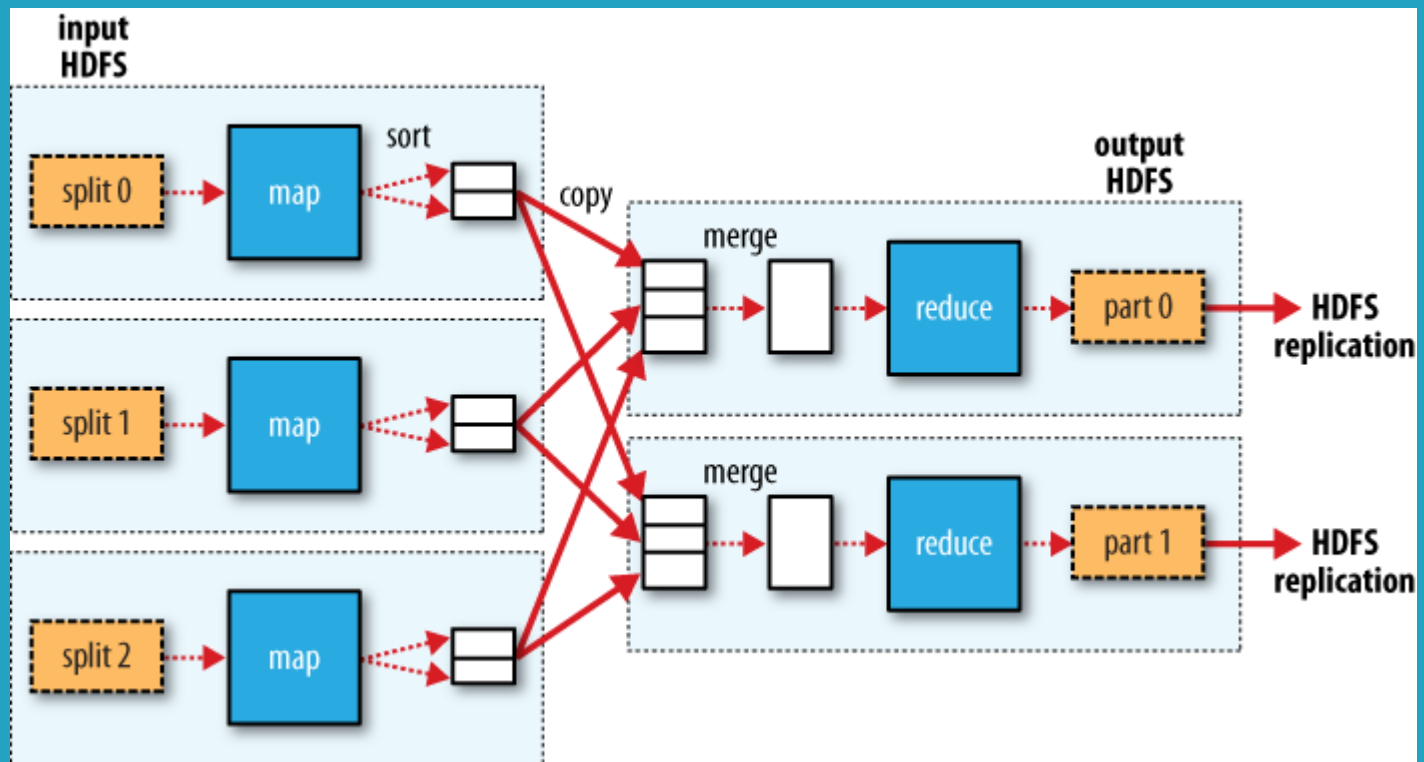 input
HDFS
split 0
map
sort
copy
split 1
map
split 2
map
output
HDFS
merge
reduce
part 0
HDFS
replication
merge
reduce
part 1
HDFS
replication